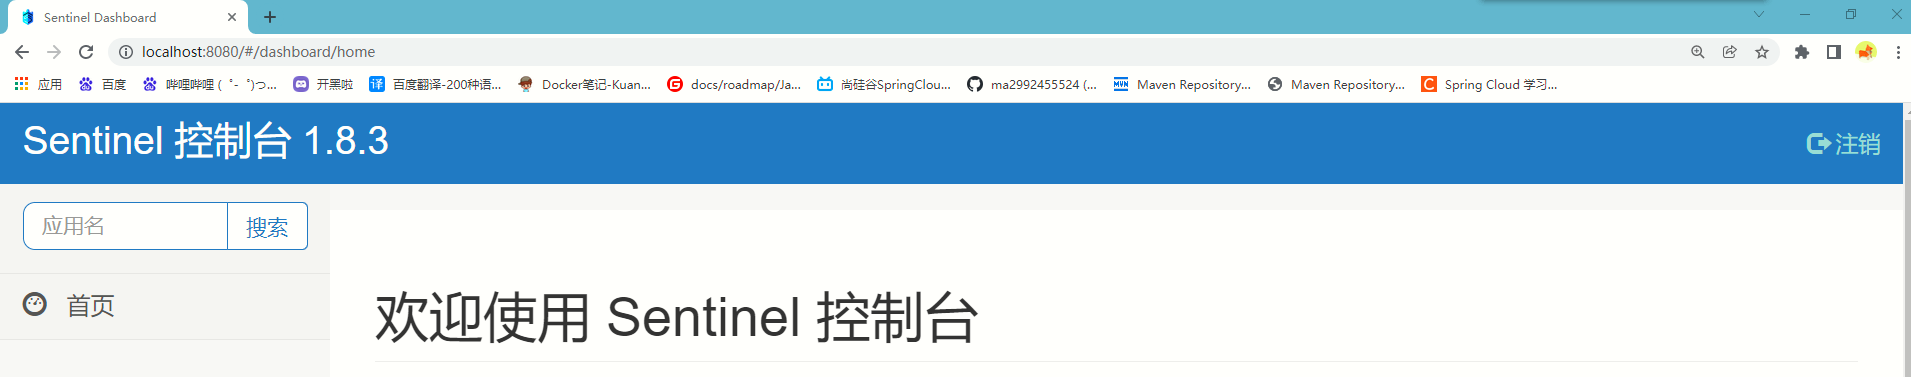 Sentinel Dashboard
localhost:8080/#/dashboard/home
应用 百度 哔哩哔哩 (゜-゜)つ... 开黑啦 译 百度翻译-200种语... Docker笔记-Kuan... docs/roadmap/Ja... 尚硅谷SpringClou... ma2992455524 (... Maven Repository... Maven Repository... Spring Cloud 学习...
Sentinel 控制台 1.8.3 注销
应用名 搜索
首页
欢迎使用 Sentinel 控制台